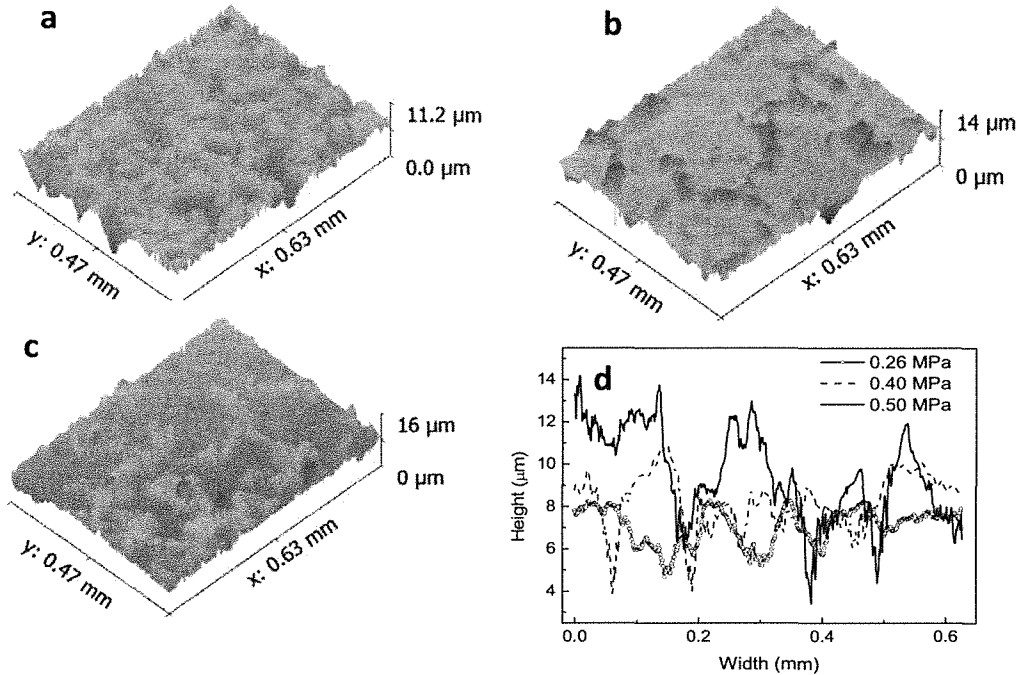 a
11.2 µm
0.0 µm
y: 0.47 mm
x: 0.63 mm
b
14 µm
0 µm
y: 0.47 mm
x: 0.63 mm
c
16 µm
0 µm
y: 0.47 mm
x: 0.63 mm
d
0.26 MPa
0.40 MPa
0.50 MPa
14
12
10
8
6
4
Height (µm)
0.0 0.2 0.4 0.6
Width (mm)